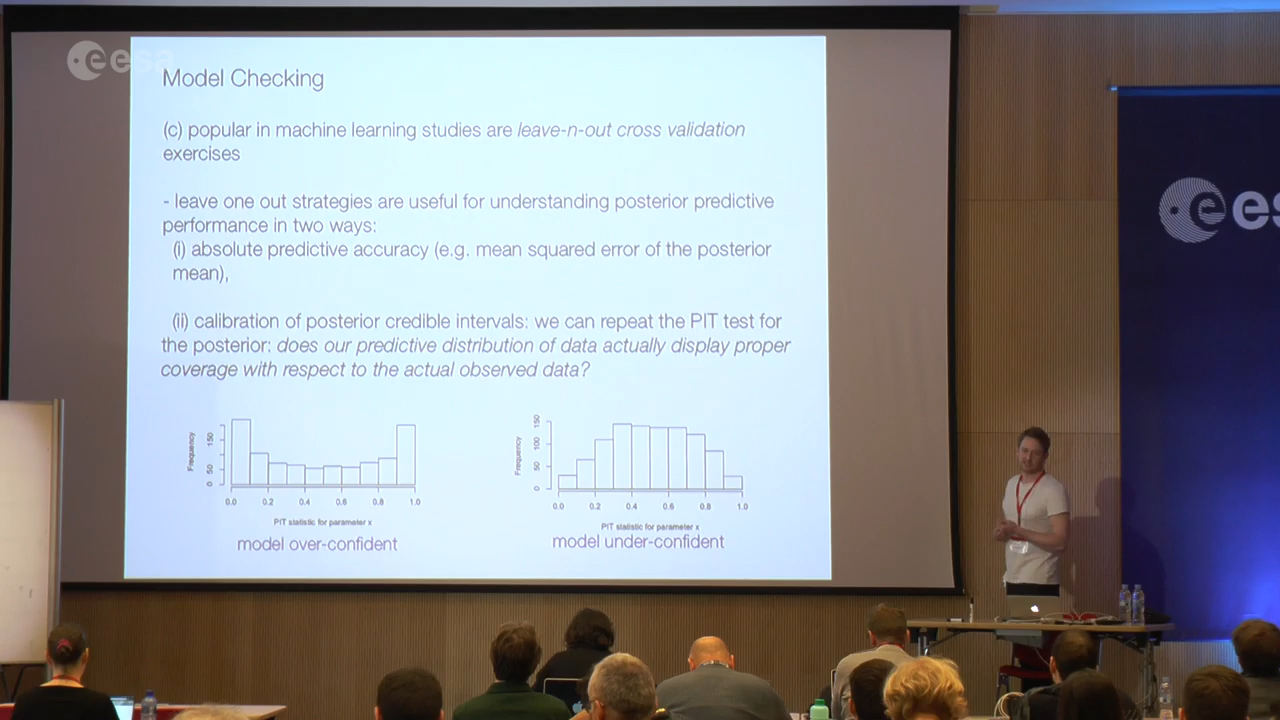 esa
Model Checking
(c) popular in machine learning studies are leave-n-out cross validation
exercises
- leave one out strategies are useful for understanding posterior predictive
performance in two ways:
(i) absolute predictive accuracy (e.g. mean squared error of the posterior
mean),
(ii) calibration of posterior credible intervals: we can repeat the PIT test for
the posterior: does our predictive distribution of data actually display proper
coverage with respect to the actual observed data?
Frequency
0 50 150
0.0 0.2 0.4 0.6 0.8 1.0
PIT statistic for parameter x
model over-confident
Frequency
0 50 100 150
0.0 0.2 0.4 0.6 0.8 1.0
PIT statistic for parameter x
model under-confident
esa